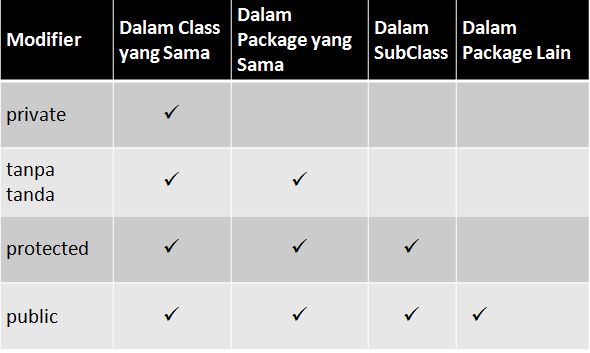 Modifier
Dalam Class
yang Sama
Dalam
Package yang
Sama
Dalam
SubClass
Dalam
Package Lain
private ✓
tanpa
tanda ✓ ✓
protected ✓ ✓ ✓
public ✓ ✓ ✓ ✓